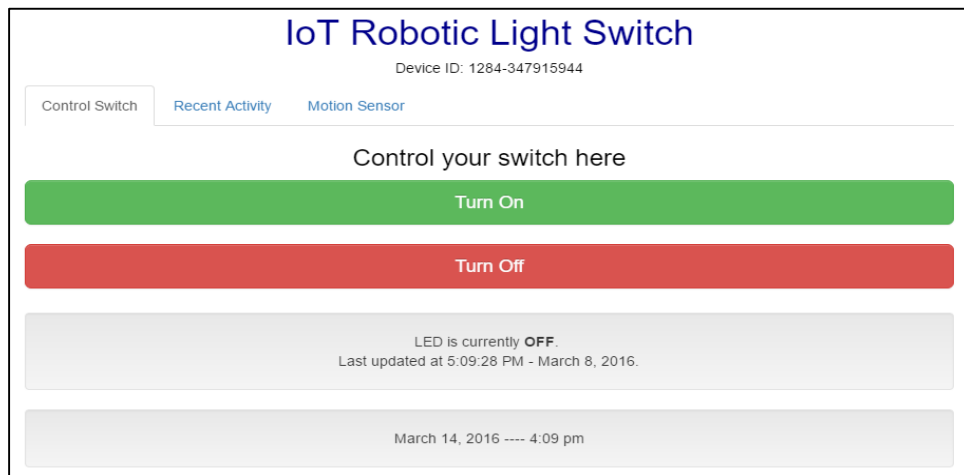 IoT Robotic Light Switch
Device ID: 1284-347915944
Control Switch Recent Activity Motion Sensor
Control your switch here
Turn On
Turn Off
LED is currently OFF.
Last updated at 5:09:28 PM - March 8, 2016.
March 14, 2016 ---- 4:09 pm